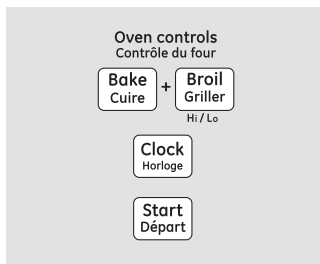 Oven controls
Contrôle du four
Bake + Broil
Cuire Griller
Hi / Lo
Clock
Horloge
Start
Départ